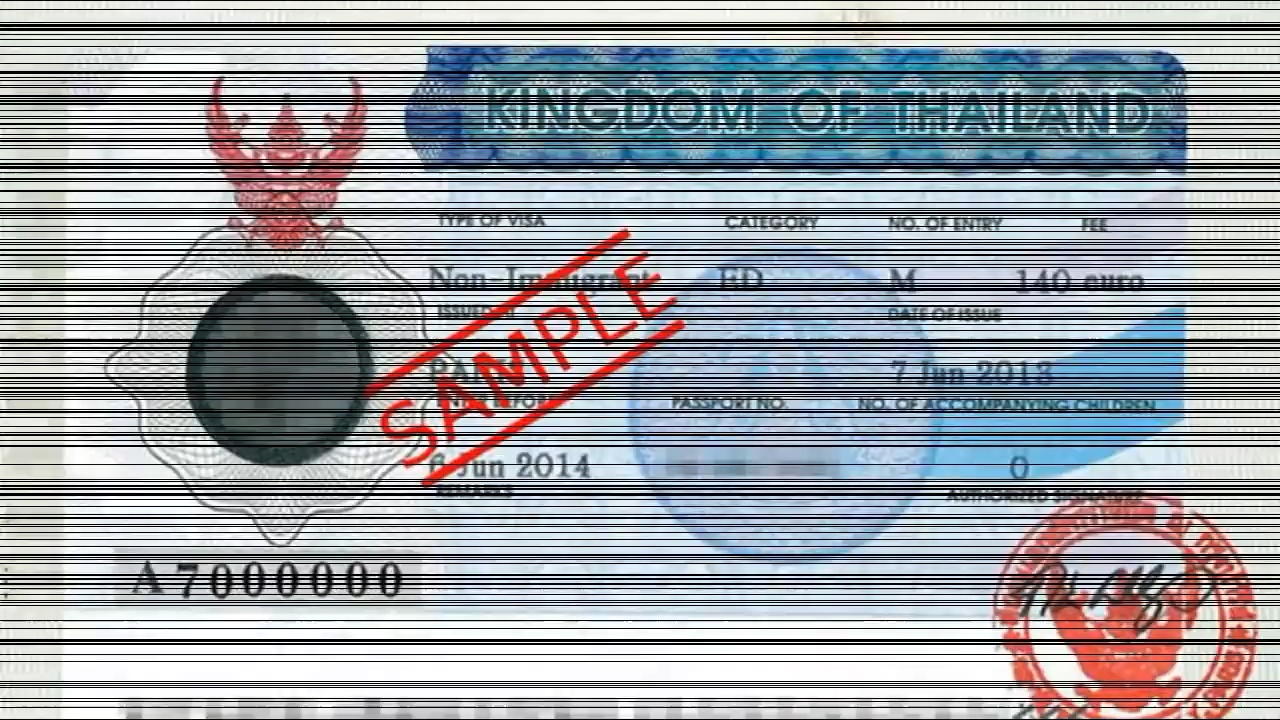 KINGDOM OF THAILAND
TYPE OF VISA CATEGORY NO. OF ENTRY FEE
Non-Immigrant ED M 140 euro
ISSUED AT DATE OF ISSUE
7 Jun 2013
ENTER BEFORE PASSPORT NO. NO. OF ACCOMPANYING CHILDREN
6 Jun 2014 0
REMARKS AUTHORIZED SIGNATURE
SAMPLE
A7000000